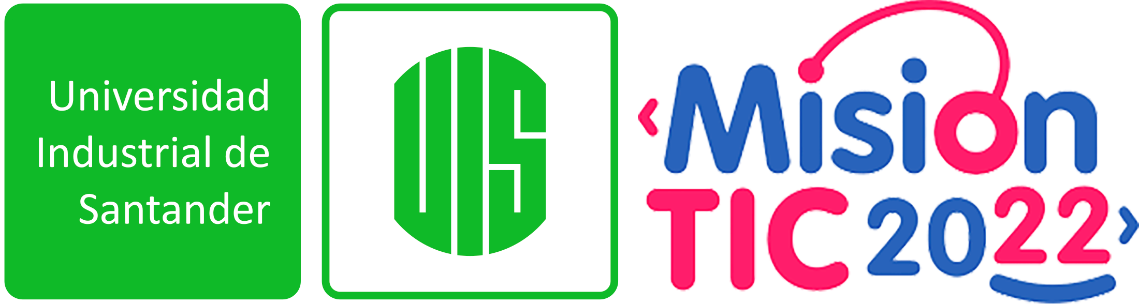 Universidad
Industrial de
Santander
UIS
‹Mision
TIC 2022›